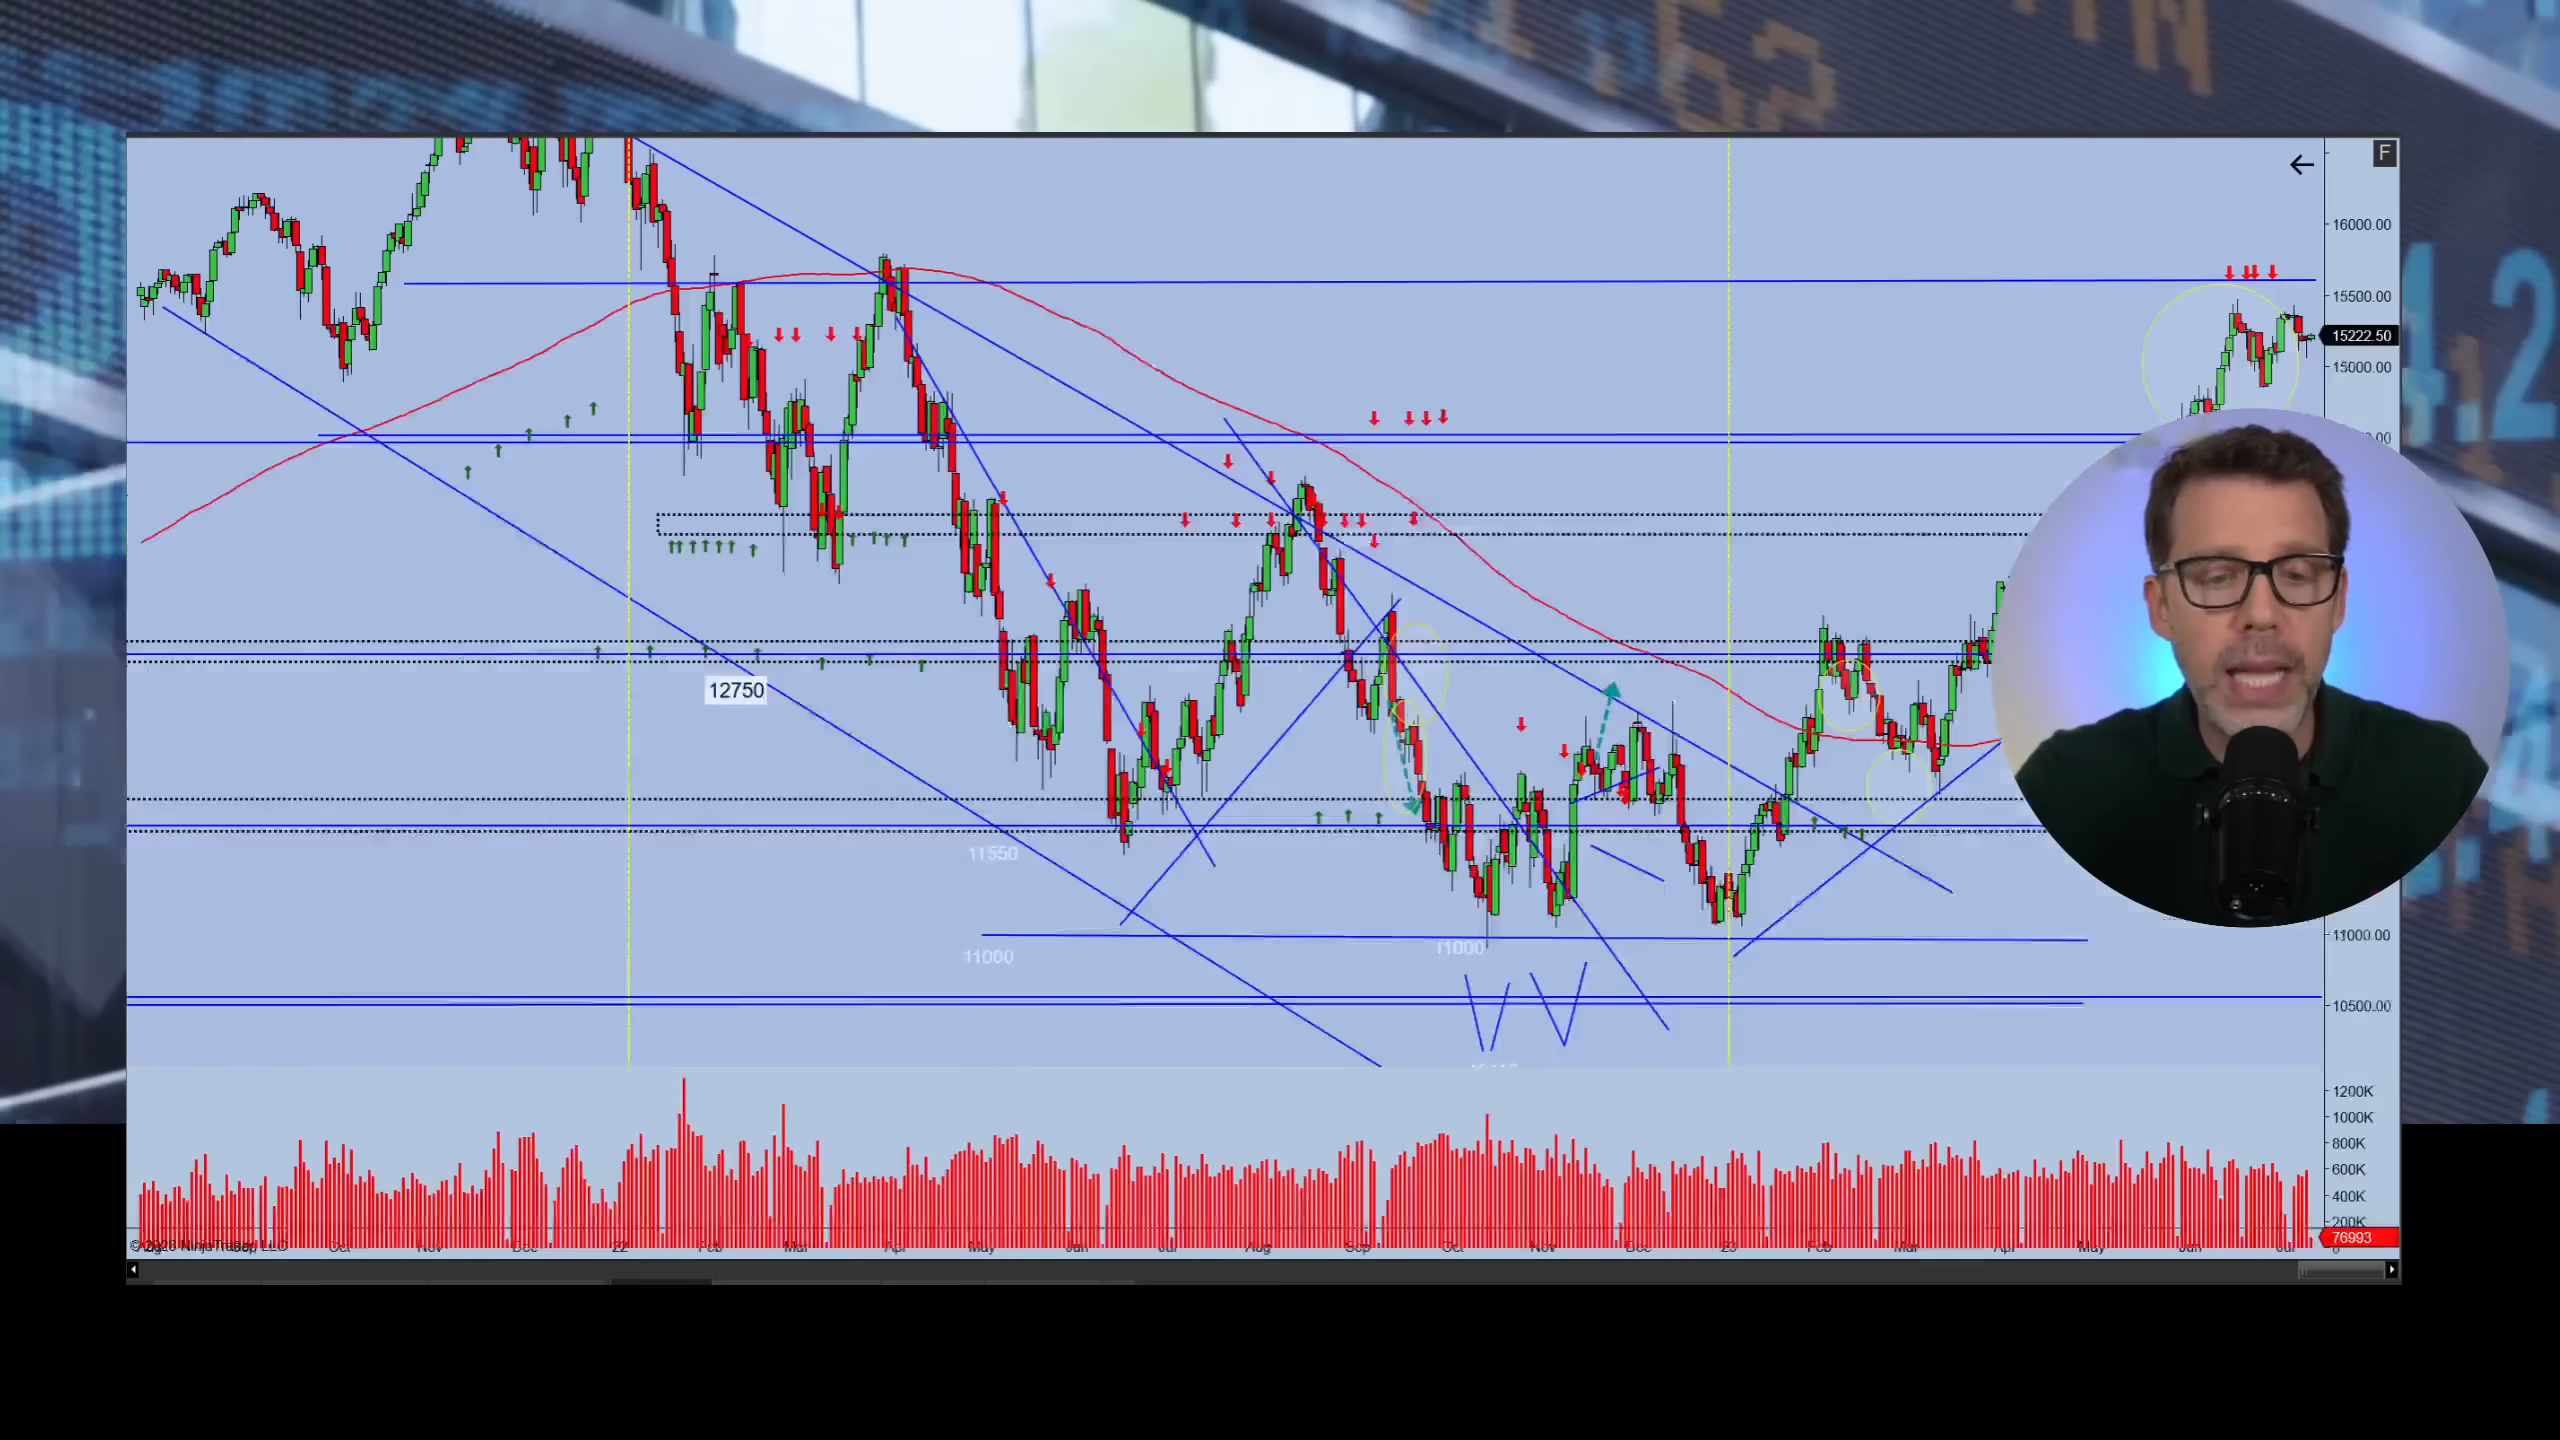 F
16000.00
15500.00
15222.50
15000.00
12750
11550
11000
11000
11000.00
10500.00
1200K
1000K
800K
600K
400K
200K
76993
0
Oct Nov Dec 22 Feb Mar Apr May Jun Jul Aug Sep Oct Nov Dec 23 Feb Mar Apr May Jun Jul